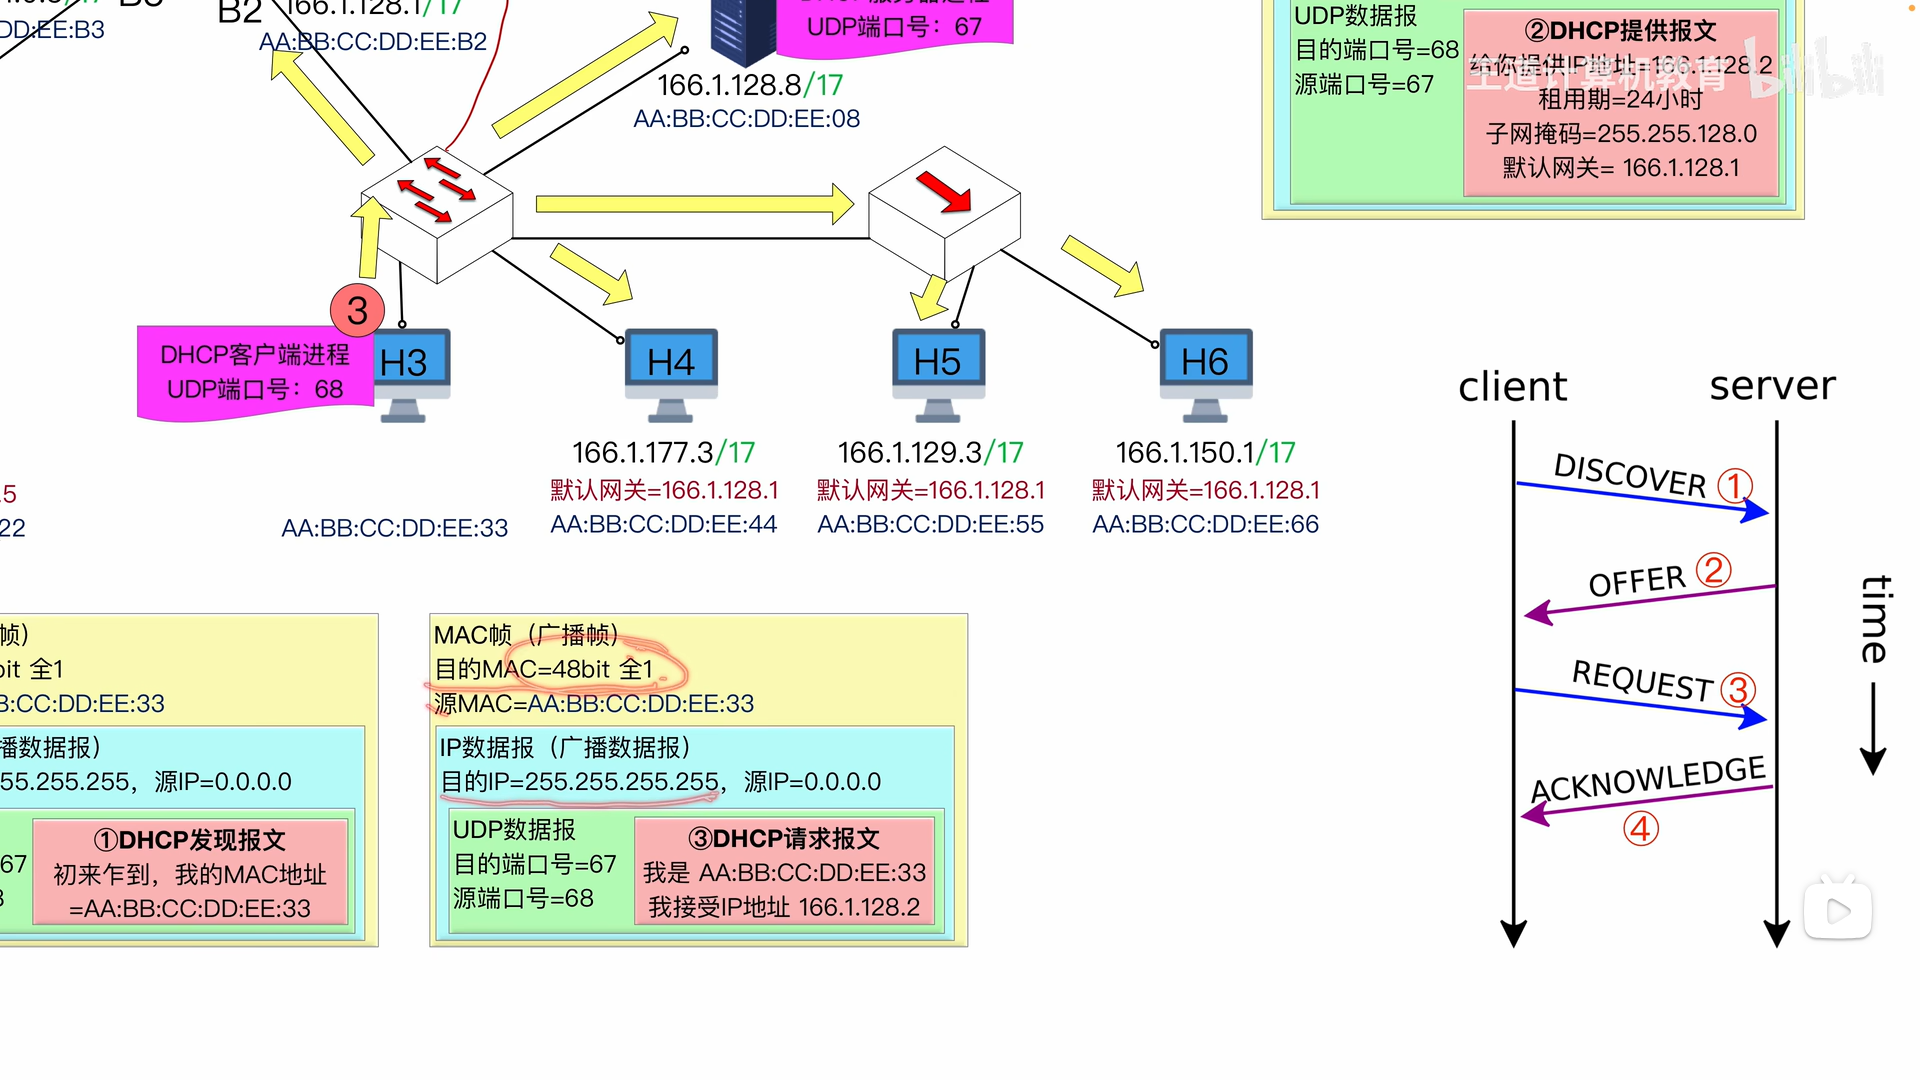 B2
166.1.128.1/17
DD:EE:B3
AA:BB:CC:DD:EE:B2
UDP端口号：67
166.1.128.8/17
AA:BB:CC:DD:EE:08
UDP数据报
目的端口号=68
源端口号=67
②DHCP提供报文
给你提供IP地址=166.1.128.2
租用期=24小时
子网掩码=255.255.128.0
默认网关= 166.1.128.1
王道计算机教育
bilibili
3
DHCP客户端进程
UDP端口号：68
H3
H4
H5
H6
166.1.177.3/17
默认网关=166.1.128.1
AA:BB:CC:DD:EE:44
166.1.129.3/17
默认网关=166.1.128.1
AA:BB:CC:DD:EE:55
166.1.150.1/17
默认网关=166.1.128.1
AA:BB:CC:DD:EE:66
.5
22
AA:BB:CC:DD:EE:33
client
server
DISCOVER ①
OFFER ②
REQUEST ③
ACKNOWLEDGE
④
time
帧）
bit 全1
B:CC:DD:EE:33
播数据报）
55.255.255，源IP=0.0.0.0
67
①DHCP发现报文
初来乍到，我的MAC地址
=AA:BB:CC:DD:EE:33
MAC帧（广播帧）
目的MAC=48bit 全1
源MAC=AA:BB:CC:DD:EE:33
IP数据报（广播数据报）
目的IP=255.255.255.255，源IP=0.0.0.0
UDP数据报
目的端口号=67
源端口号=68
③DHCP请求报文
我是 AA:BB:CC:DD:EE:33
我接受IP地址 166.1.128.2